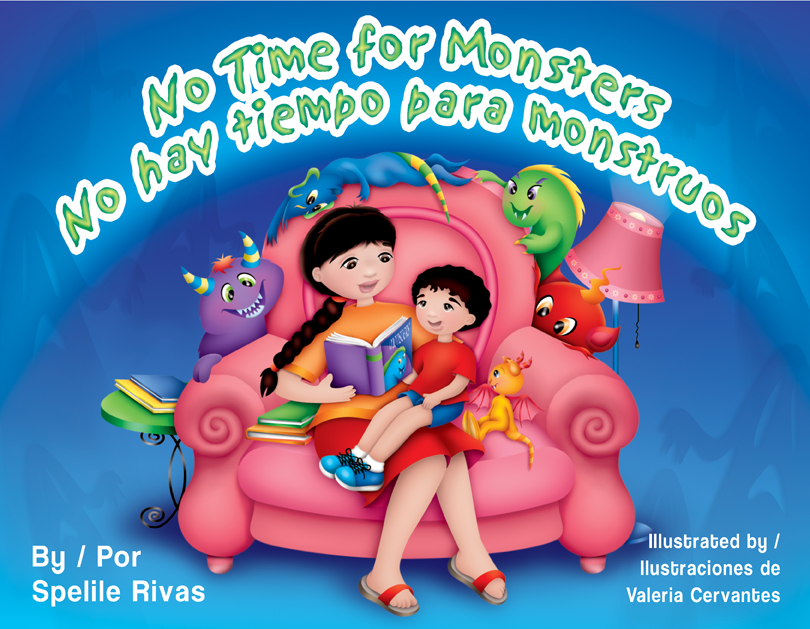 No Time for Monsters
No hay tiempo para monstruos
By / Por
Spelile Rivas
Illustrated by /
Ilustraciones de
Valeria Cervantes